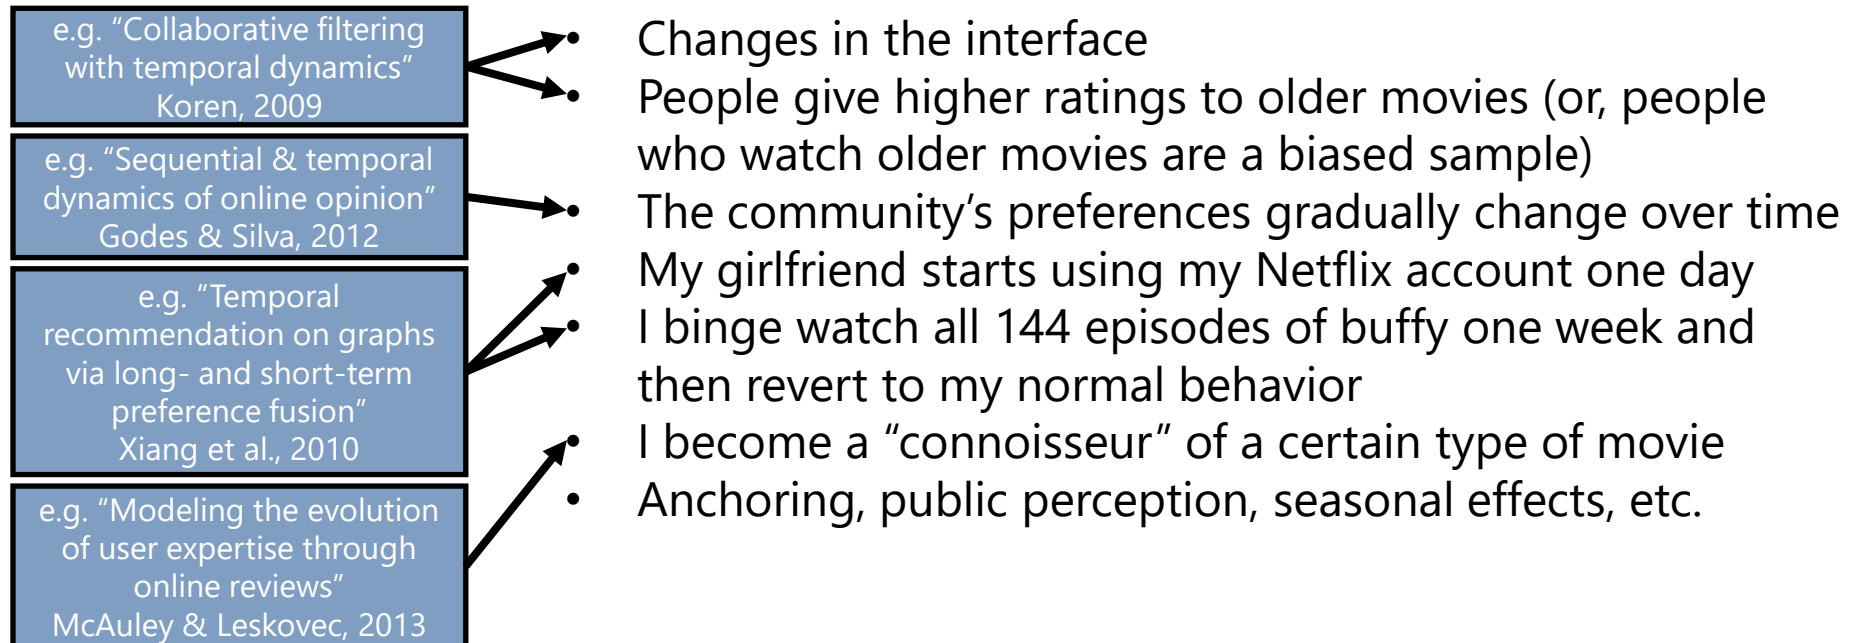 e.g. “Collaborative filtering
with temporal dynamics”
Koren, 2009
e.g. “Sequential & temporal
dynamics of online opinion”
Godes & Silva, 2012
e.g. “Temporal
recommendation on graphs
via long- and short-term
preference fusion”
Xiang et al., 2010
e.g. “Modeling the evolution
of user expertise through
online reviews”
McAuley & Leskovec, 2013
• Changes in the interface
• People give higher ratings to older movies (or, people
who watch older movies are a biased sample)
• The community’s preferences gradually change over time
• My girlfriend starts using my Netflix account one day
• I binge watch all 144 episodes of buffy one week and
then revert to my normal behavior
• I become a “connoisseur” of a certain type of movie
• Anchoring, public perception, seasonal effects, etc.